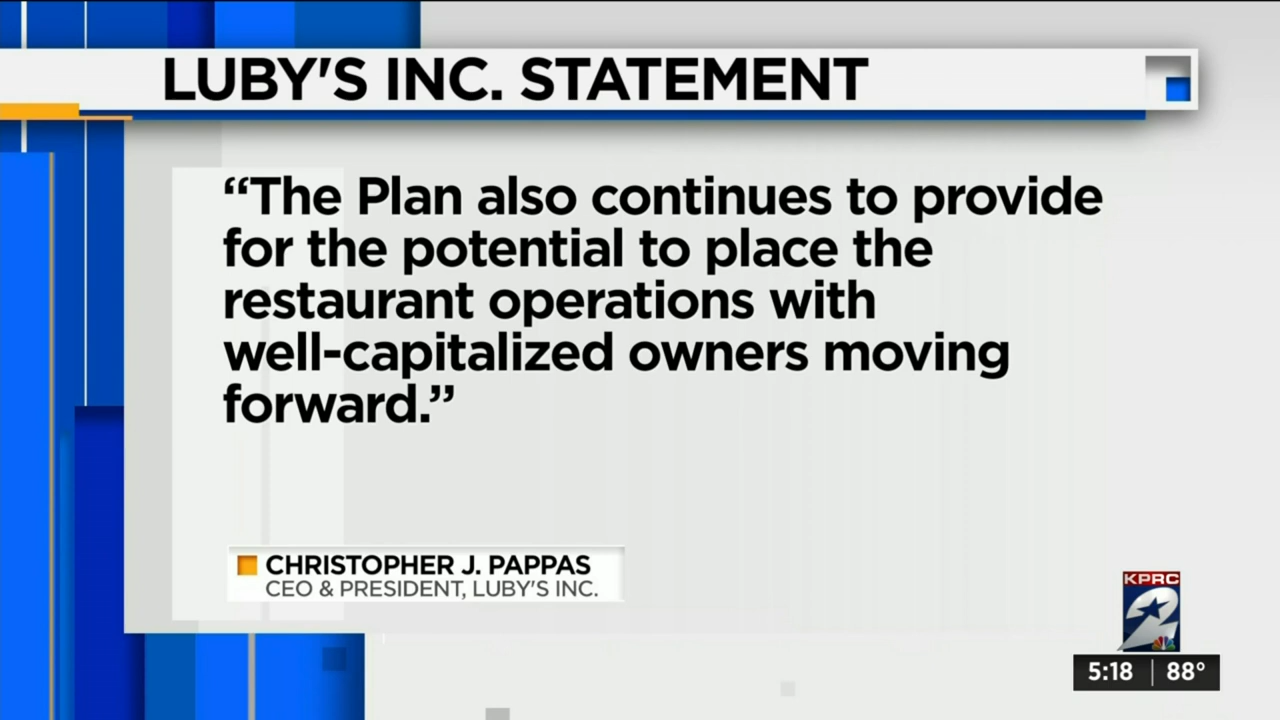 LUBY'S INC. STATEMENT
“The Plan also continues to provide
for the potential to place the
restaurant operations with
well-capitalized owners moving
forward.”
CHRISTOPHER J. PAPPAS
CEO & PRESIDENT, LUBY'S INC.
KPRC
2
5:18 | 88°